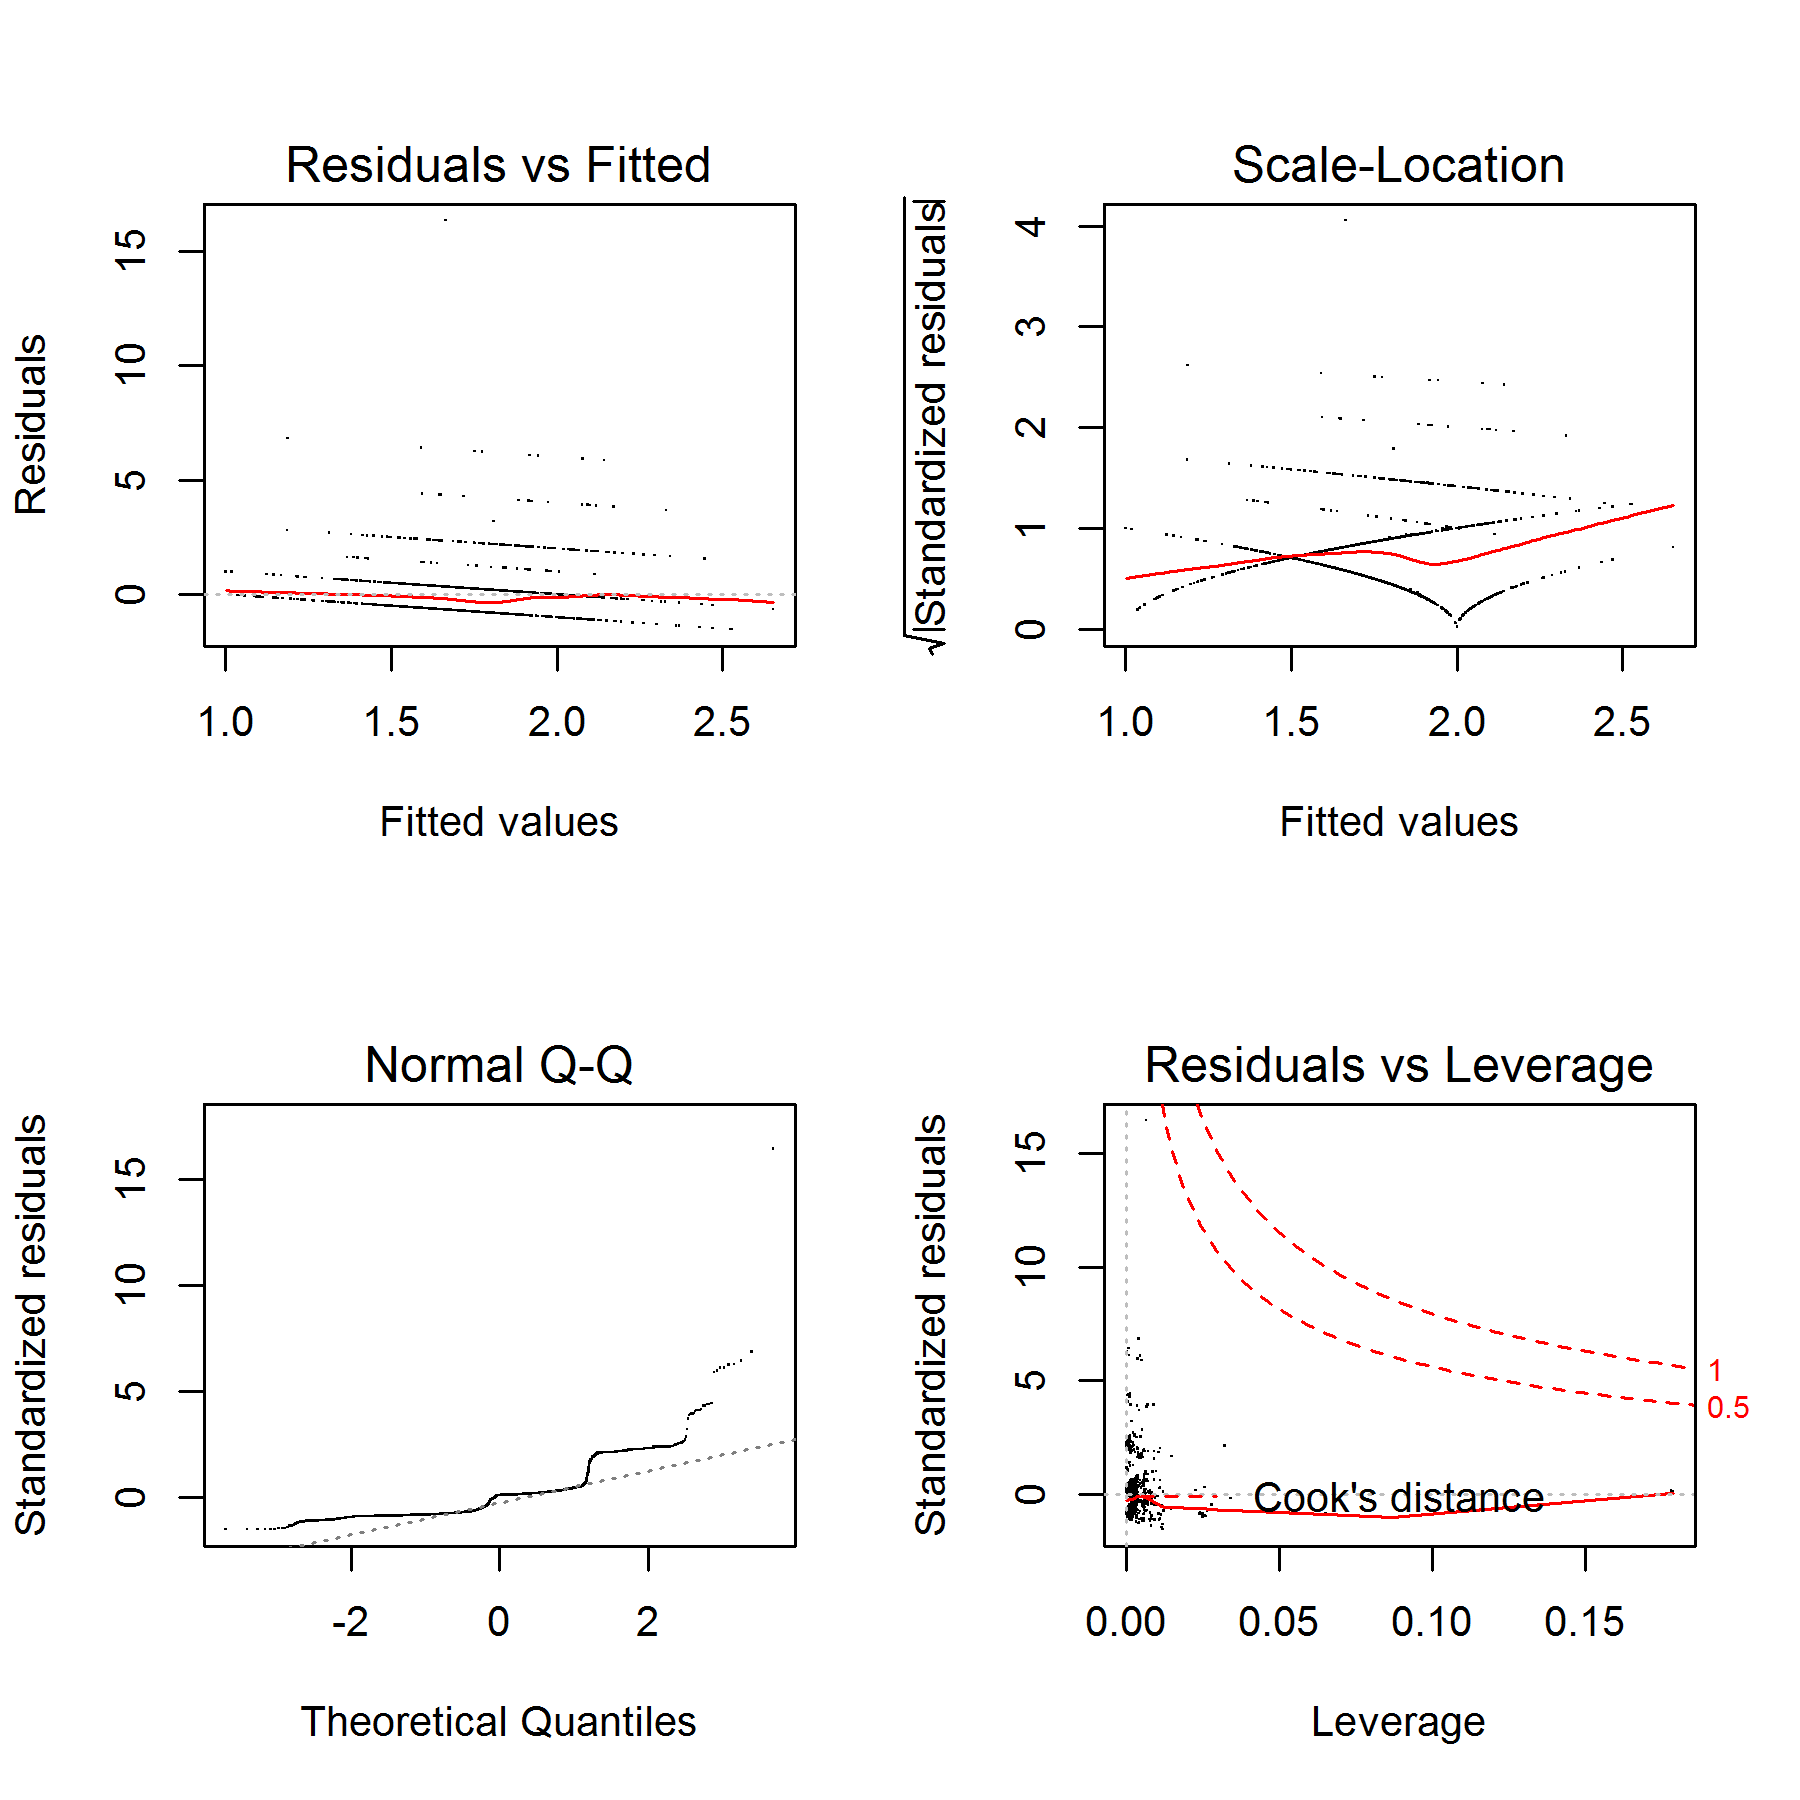 Residuals vs Fitted
Residuals
15
10
5
0
1.0 1.5 2.0 2.5
Fitted values
Scale-Location
√|Standardized residuals|
4
3
2
1
0
1.0 1.5 2.0 2.5
Fitted values
Normal Q-Q
Standardized residuals
15
10
5
0
-2 0 2
Theoretical Quantiles
Residuals vs Leverage
Standardized residuals
15
10
5
0
1
0.5
Cook's distance
0.00 0.05 0.10 0.15
Leverage